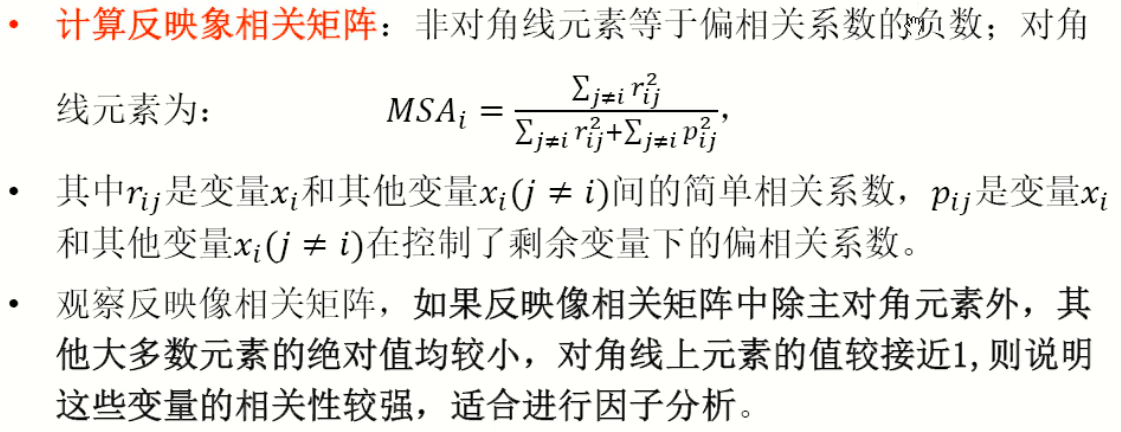 • 计算反映象相关矩阵：非对角线元素等于偏相关系数的负数；对角
线元素为： $MSA_i = \frac{\sum_{j \neq i} r_{ij}^2}{\sum_{j \neq i} r_{ij}^2 + \sum_{j \neq i} p_{ij}^2}$,
• 其中$r_{ij}$是变量$x_i$和其他变量$x_i(j \neq i)$间的简单相关系数，$p_{ij}$是变量$x_i$
和其他变量$x_i(j \neq i)$在控制了剩余变量下的偏相关系数。
• 观察反映像相关矩阵，如果反映像相关矩阵中除主对角元素外，其
他大多数元素的绝对值均较小，对角线上元素的值较接近1,则说明
这些变量的相关性较强，适合进行因子分析。